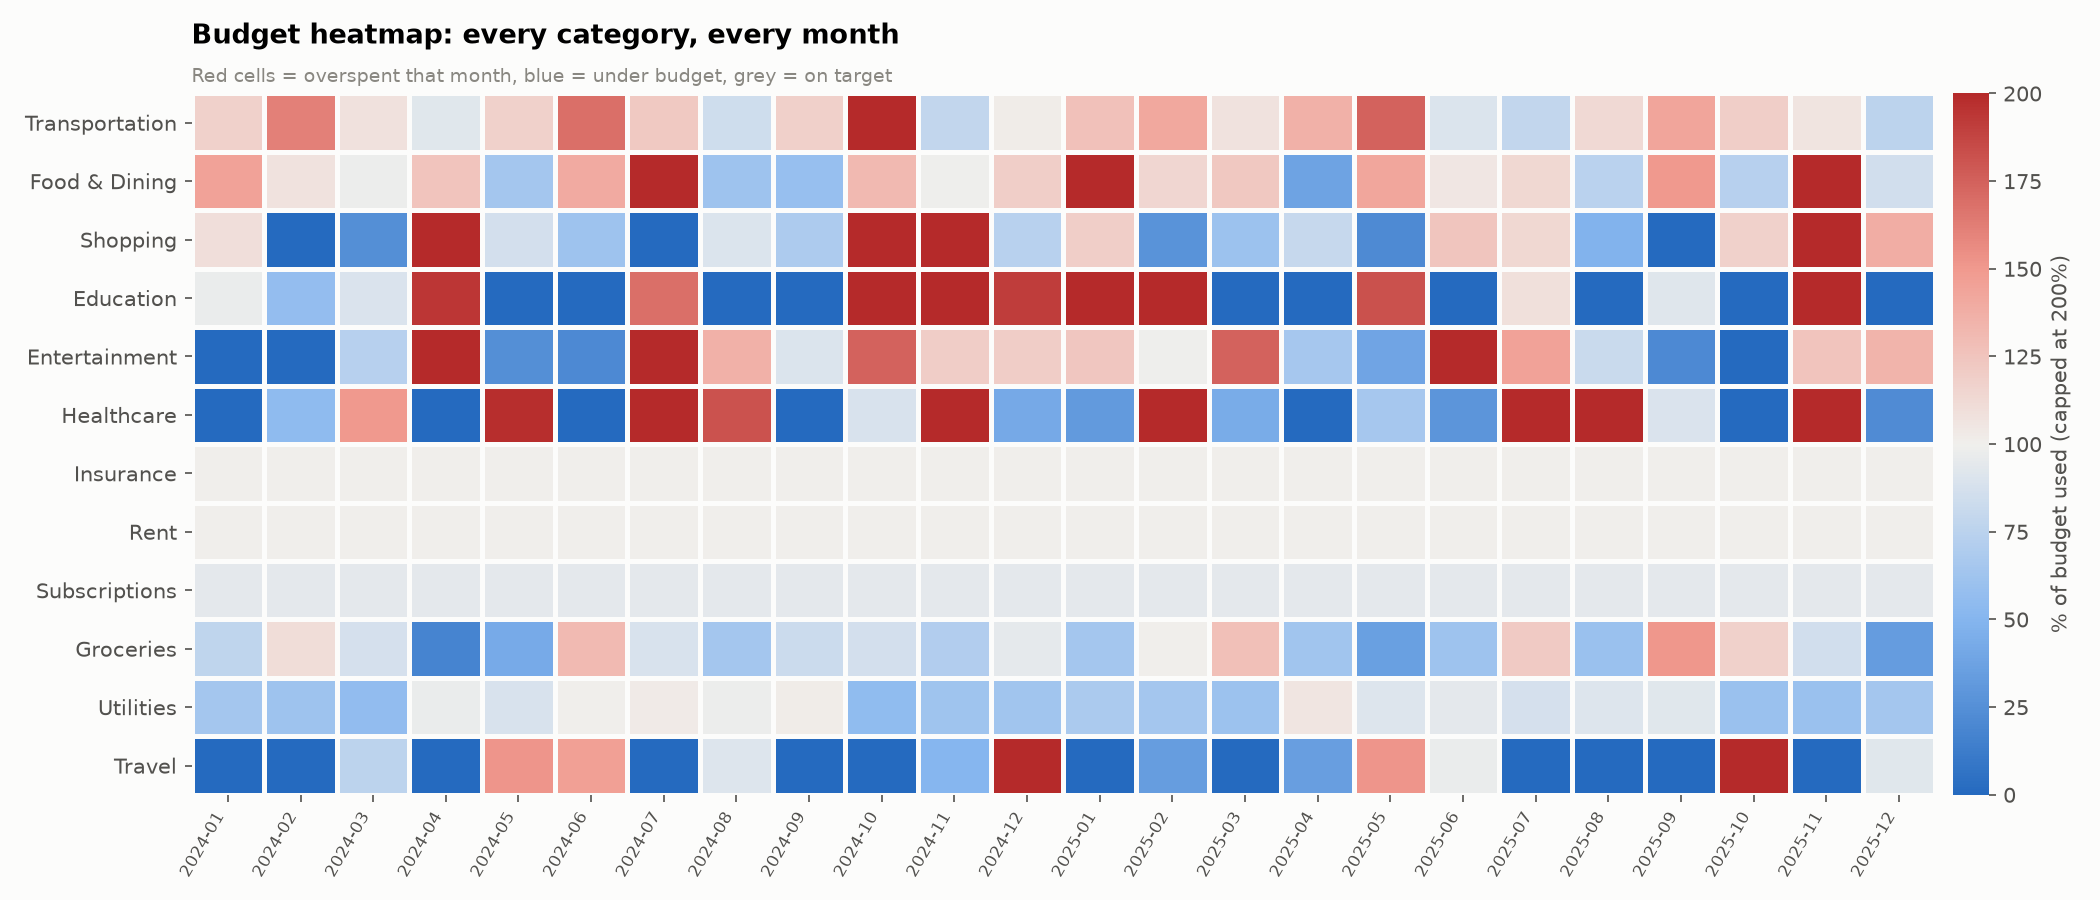 Budget heatmap: every category, every month
Red cells = overspent that month, blue = under budget, grey = on target
Transportation
Food & Dining
Shopping
Education
Entertainment
Healthcare
Insurance
Rent
Subscriptions
Groceries
Utilities
Travel
2024-01
2024-02
2024-03
2024-04
2024-05
2024-06
2024-07
2024-08
2024-09
2024-10
2024-11
2024-12
2025-01
2025-02
2025-03
2025-04
2025-05
2025-06
2025-07
2025-08
2025-09
2025-10
2025-11
2025-12
200
175
150
125
100
75
50
25
0
% of budget used (capped at 200%)